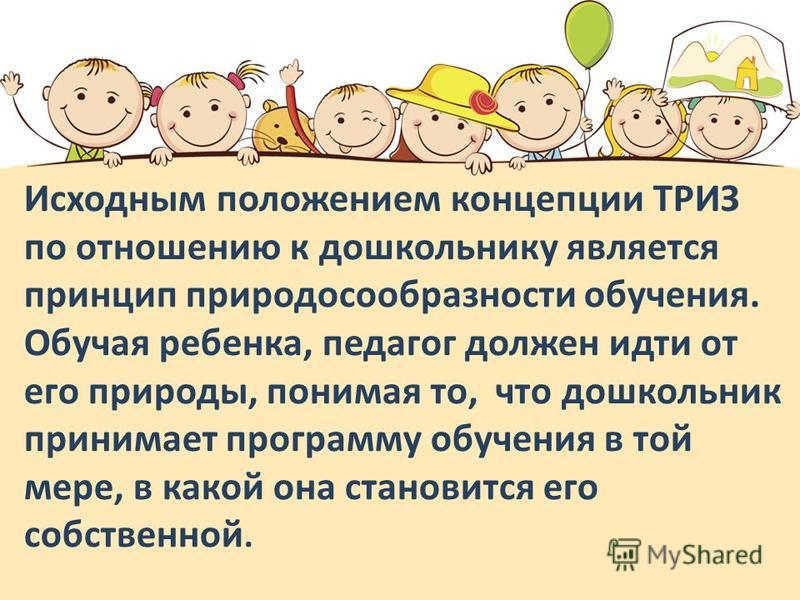 Исходным положением концепции ТРИЗ
по отношению к дошкольнику является
принцип природосообразности обучения.
Обучая ребенка, педагог должен идти от
его природы, понимая то, что дошкольник
принимает программу обучения в той
мере, в какой она становится его
собственной.
MyShared